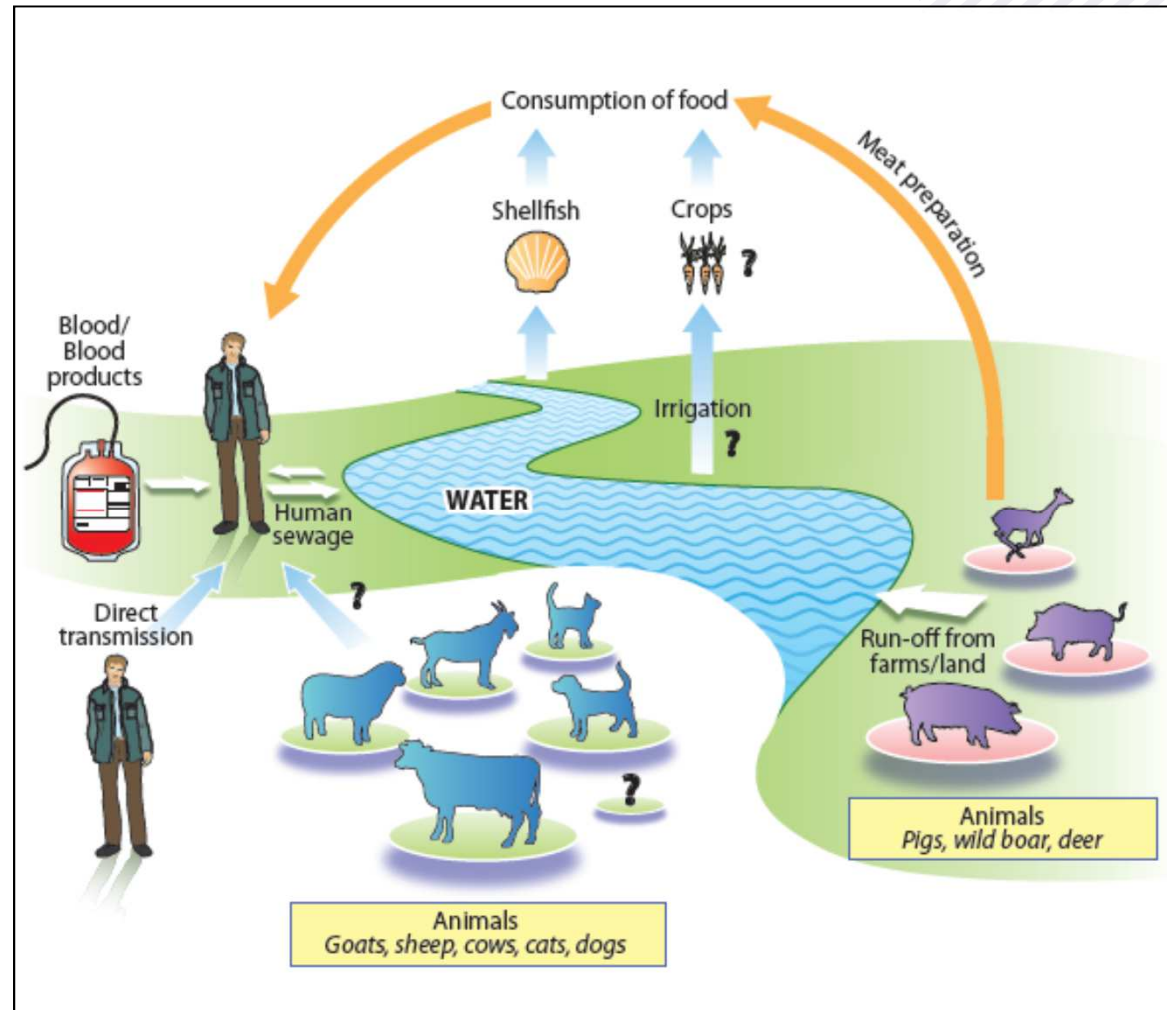 Consumption of food
Meat preparation
Shellfish
Crops
?
Blood/
Blood
products
Irrigation
?
WATER
Human
sewage
?
Direct
transmission
Run-off from
farms/land
?
Animals
Pigs, wild boar, deer
Animals
Goats, sheep, cows, cats, dogs